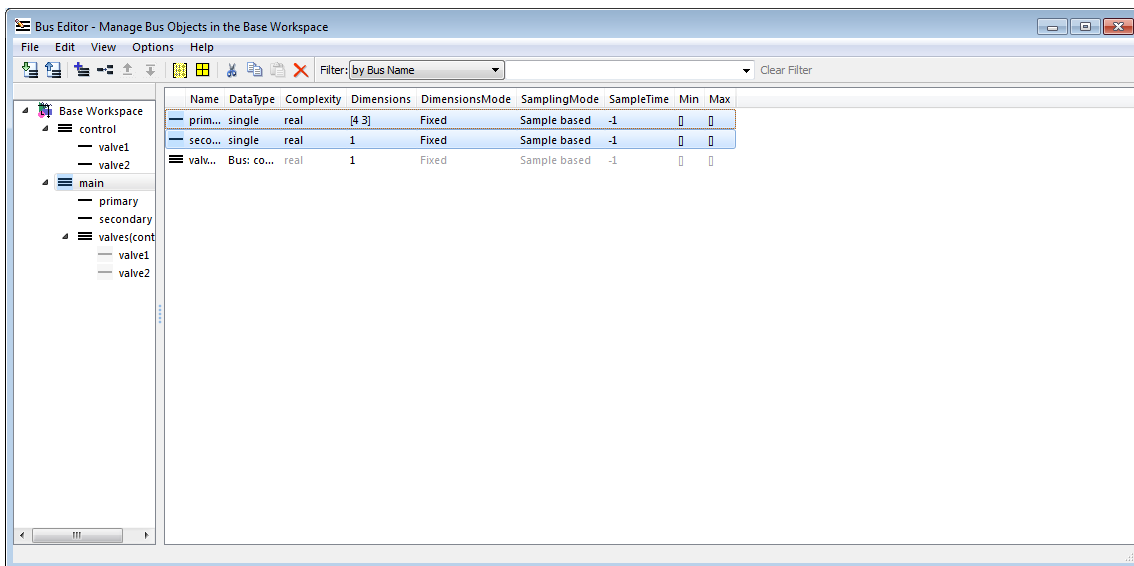 Bus Editor - Manage Bus Objects in the Base Workspace
File Edit View Options Help
Filter: by Bus Name Clear Filter
Base Workspace
control
valve1
valve2
main
primary
secondary
valves(cont
valve1
valve2
Name DataType Complexity Dimensions DimensionsMode SamplingMode SampleTime Min Max
prim... single real [4 3] Fixed Sample based -1 [] []
seco... single real 1 Fixed Sample based -1 [] []
valv... Bus: co... real 1 Fixed Sample based -1 [] []